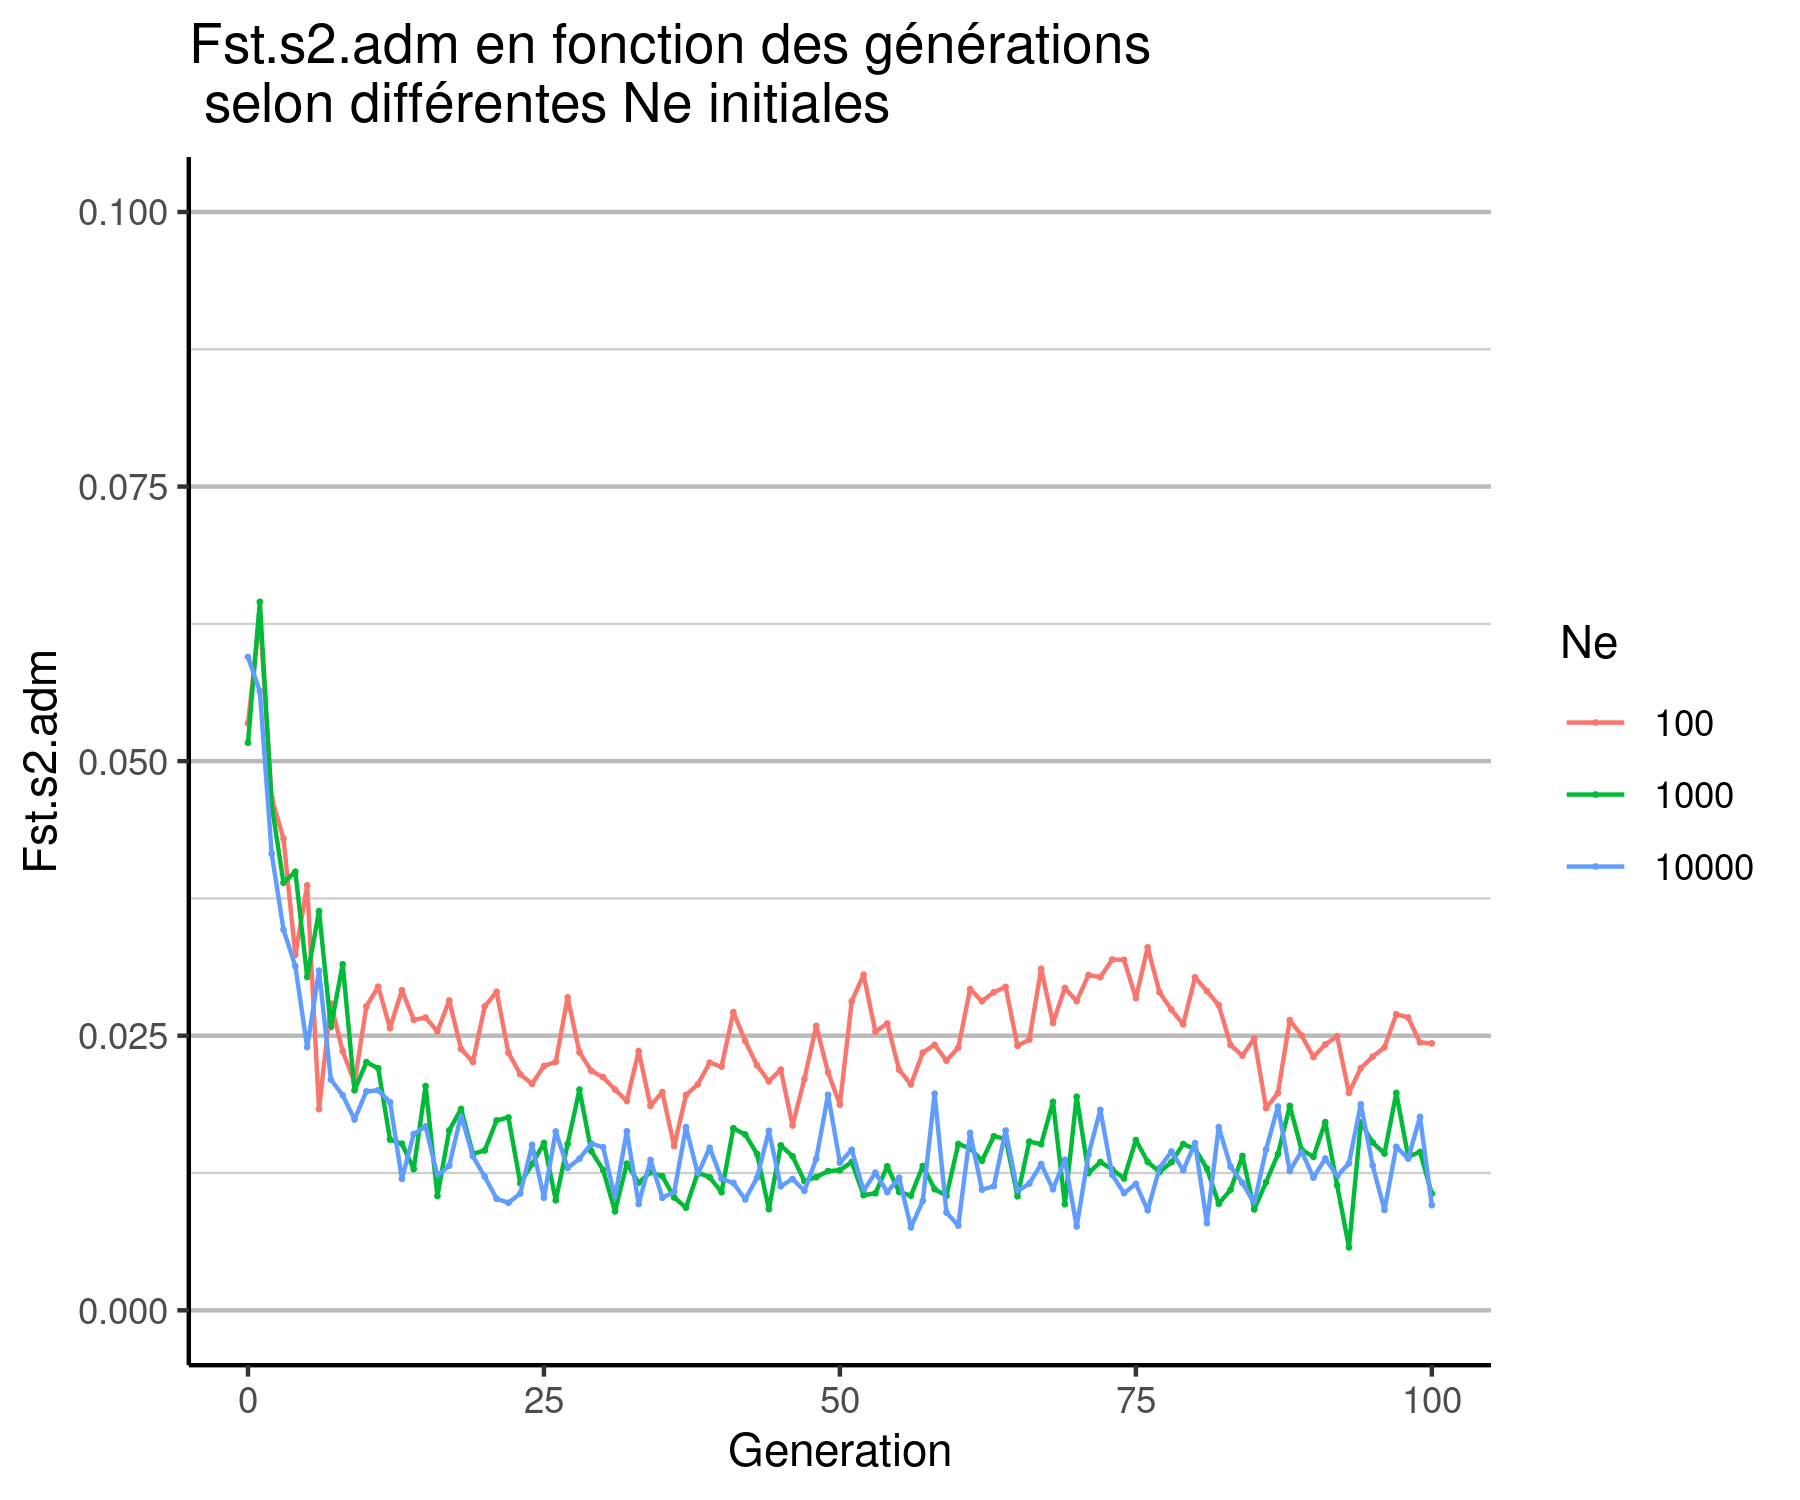 Fst.s2.adm en fonction des générations
selon différentes Ne initiales
0.100
0.075
0.050
0.025
0.000
Fst.s2.adm
0
25
50
75
100
Generation
Ne
100
1000
10000